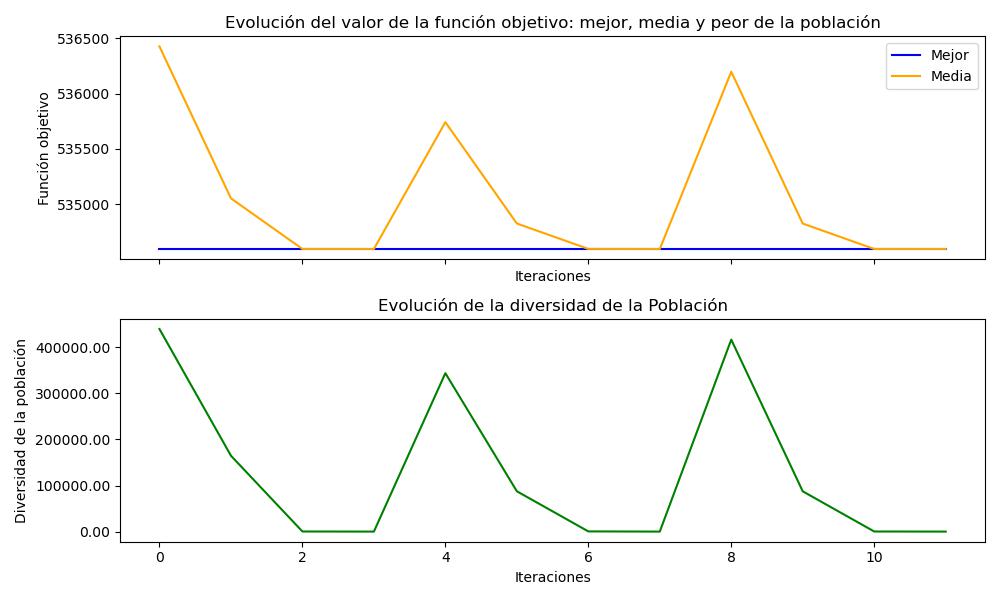 Evolución del valor de la función objetivo: mejor, media y peor de la población
536500
536000
535500
535000
Función objetivo
Mejor
Media
Iteraciones
Evolución de la diversidad de la Población
400000.00
300000.00
200000.00
100000.00
0.00
Diversidad de la población
0 2 4 6 8 10
Iteraciones